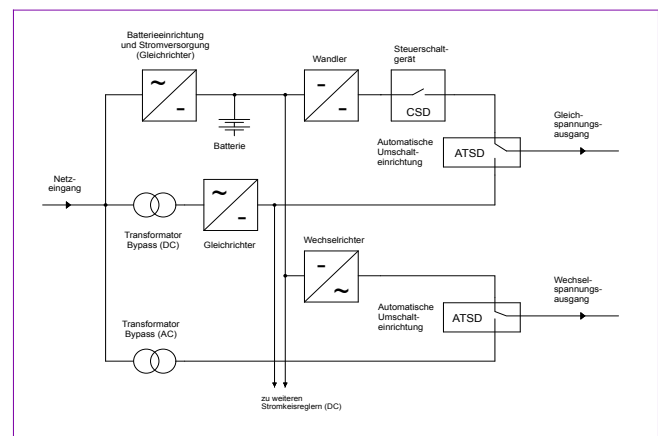 Batterieeinrichtung
und Stromversorgung
(Gleichrichter)
Wandler
Steuerschalt-
gerät
CSD
Batterie
Gleich-
spannungs-
ausgang
Automatische
Umschalt-
einrichtung
ATSD
Netz-
eingang
Transformator
Bypass (DC)
Gleichrichter
Wechselrichter
Wechsel-
spannungs-
ausgang
Automatische
Umschalt-
einrichtung
ATSD
Transformator
Bypass (AC)
zu weiteren
Stromkeisreglern (DC)